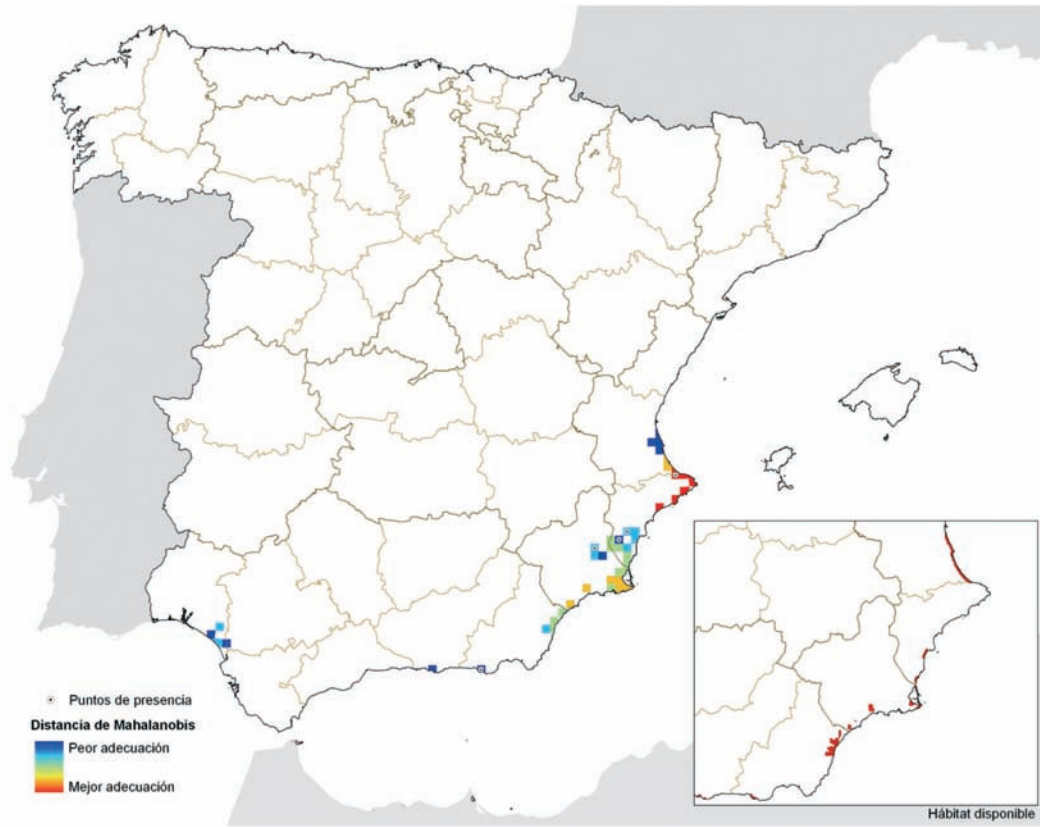 Puntos de presencia
Distancia de Mahalanobis
Peor adecuación
Mejor adecuación
Hábitat disponible